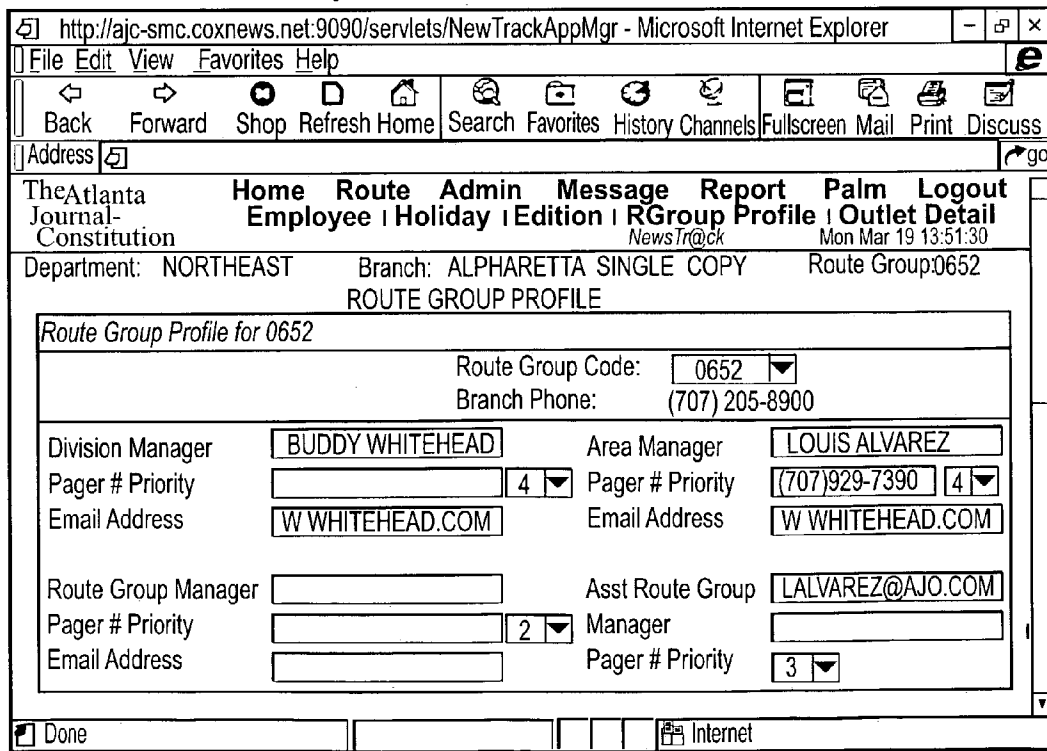 http://ajc-smc.coxnews.net:9090/servlets/NewTrackAppMgr - Microsoft Internet Explorer
File Edit View Favorites Help
Back Forward Shop Refresh Home Search Favorites History Channels Fullscreen Mail Print Discuss
Address go
The Atlanta Journal-Constitution
Home Route Admin Message Report Palm Logout
Employee | Holiday | Edition | RGroup Profile | Outlet Detail
NewsTr@ck Mon Mar 19 13:51:30
Department: NORTHEAST Branch: ALPHARETTA SINGLE COPY Route Group:0652
ROUTE GROUP PROFILE
Route Group Profile for 0652
Route Group Code: 0652
Branch Phone: (707) 205-8900
Division Manager BUDDY WHITEHEAD Area Manager LOUIS ALVAREZ
Pager # Priority 4 Pager # Priority (707)929-7390 4
Email Address W WHITEHEAD.COM Email Address W WHITEHEAD.COM
Route Group Manager Asst Route Group LALVAREZ@AJO.COM
Pager # Priority 2 Manager
Email Address Pager # Priority 3
Done Internet